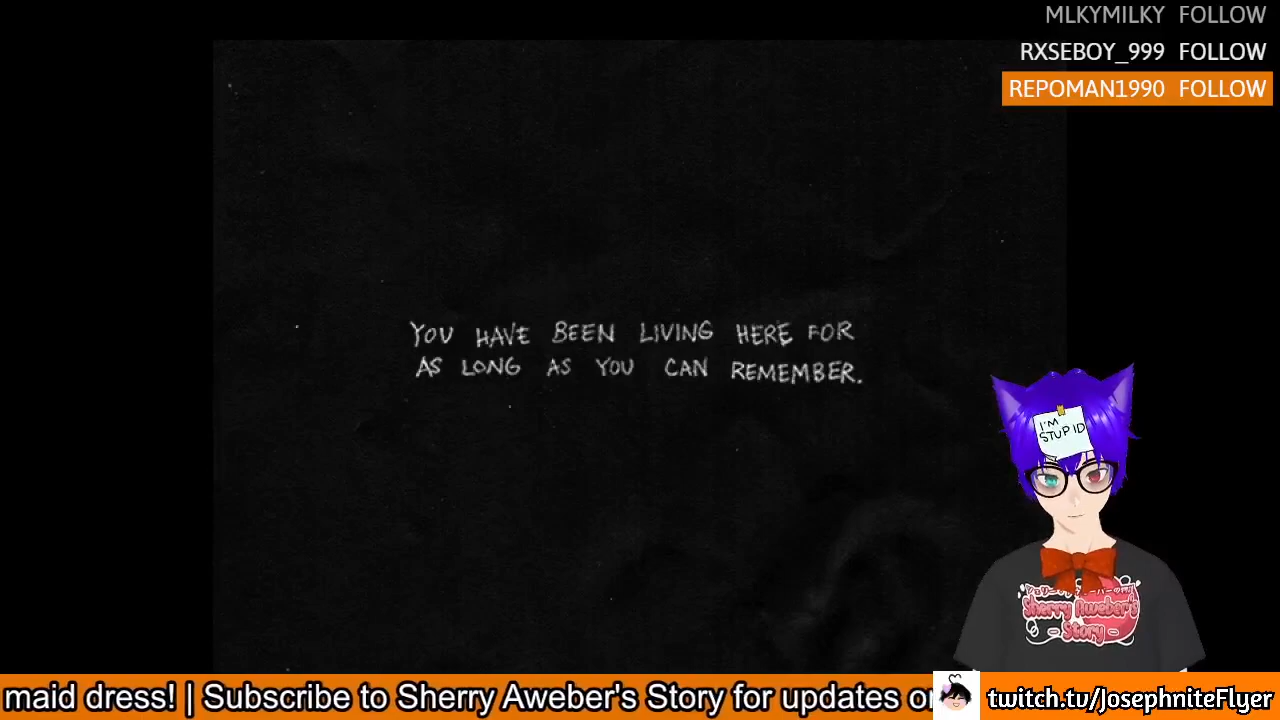 MLKYMILKY FOLLOW
RXSEBOY_999 FOLLOW
REPOMAN1990 FOLLOW
YOU HAVE BEEN LIVING HERE FOR
AS LONG AS YOU CAN REMEMBER.
I'M
STUPID
Sherry Aweber's
- Story -
maid dress! | Subscribe to Sherry Aweber's Story for updates on
twitch.tv/JosephniteFlyer